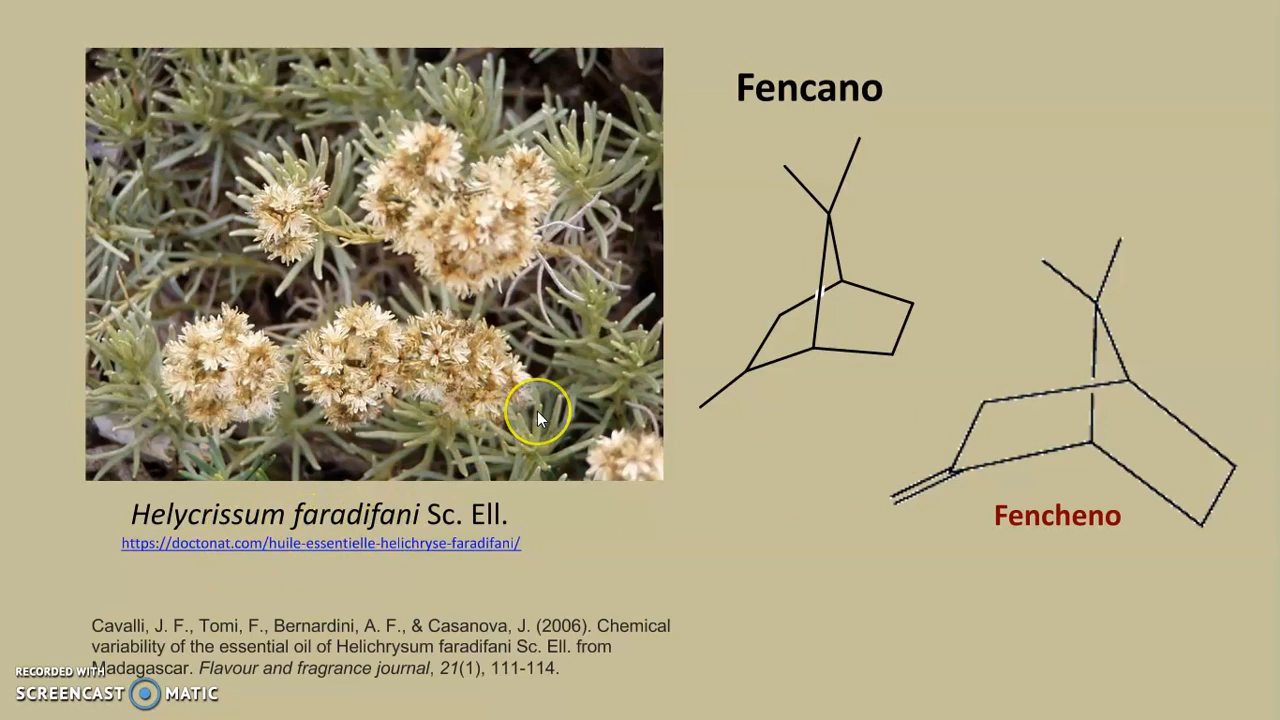 Fencano
Fencheno
Helycrissum faradifani Sc. Ell.
https://doctonat.com/huile-essentielle-helichryse-faradifani/
Cavalli, J. F., Tomi, F., Bernardini, A. F., & Casanova, J. (2006). Chemical
variability of the essential oil of Helichrysum faradifani Sc. Ell. from
Madagascar. Flavour and fragrance journal, 21(1), 111-114.
RECORDED WITH
SCREENCAST MATIC